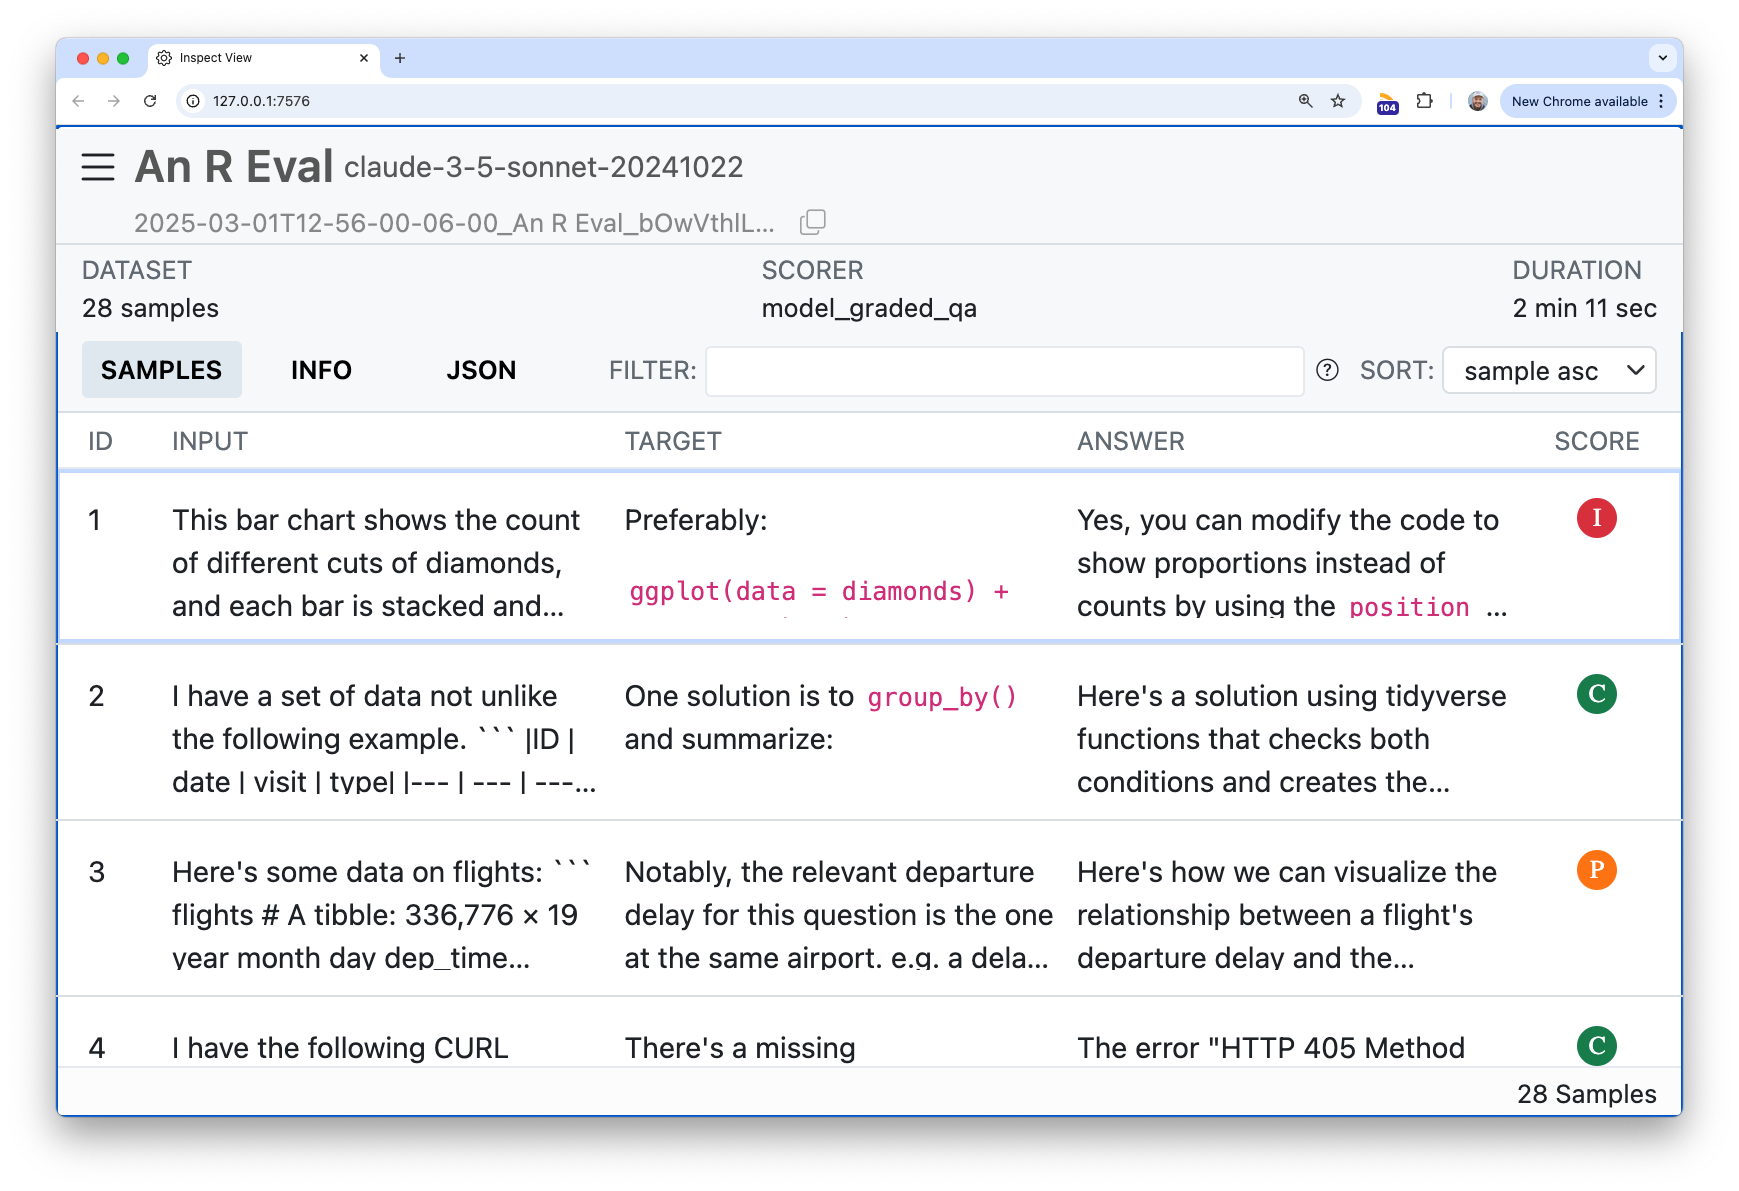 Inspect View
127.0.0.1:7576
104
New Chrome available
An R Eval claude-3-5-sonnet-20241022
2025-03-01T12-56-00-06-00_An R Eval_bOwVthlL...
DATASET
SCORER
DURATION
28 samples
model_graded_qa
2 min 11 sec
SAMPLES
INFO
JSON
FILTER:
SORT:
sample asc
ID
INPUT
TARGET
ANSWER
SCORE
1
This bar chart shows the count
of different cuts of diamonds,
and each bar is stacked and...
Preferably:
ggplot(data = diamonds) +
Yes, you can modify the code to
show proportions instead of
counts by using the position ...
I
2
I have a set of data not unlike
the following example. ``` |ID |
date | visit | type| |--- | --- | ---...
One solution is to group_by()
and summarize:
Here's a solution using tidyverse
functions that checks both
conditions and creates the...
C
3
Here's some data on flights: ```
flights # A tibble: 336,776 × 19
year month day dep_time...
Notably, the relevant departure
delay for this question is the one
at the same airport. e.g. a dela...
Here's how we can visualize the
relationship between a flight's
departure delay and the...
P
4
I have the following CURL
There's a missing
The error "HTTP 405 Method
C
28 Samples